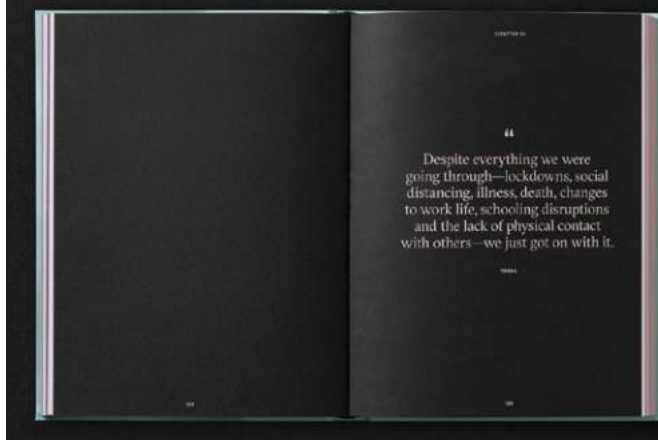 “
Despite everything we were
going through—lockdowns, social
distancing, illness, death, changes
to work life, schooling disruptions
and the lack of physical contact
with others—we just got on with it.